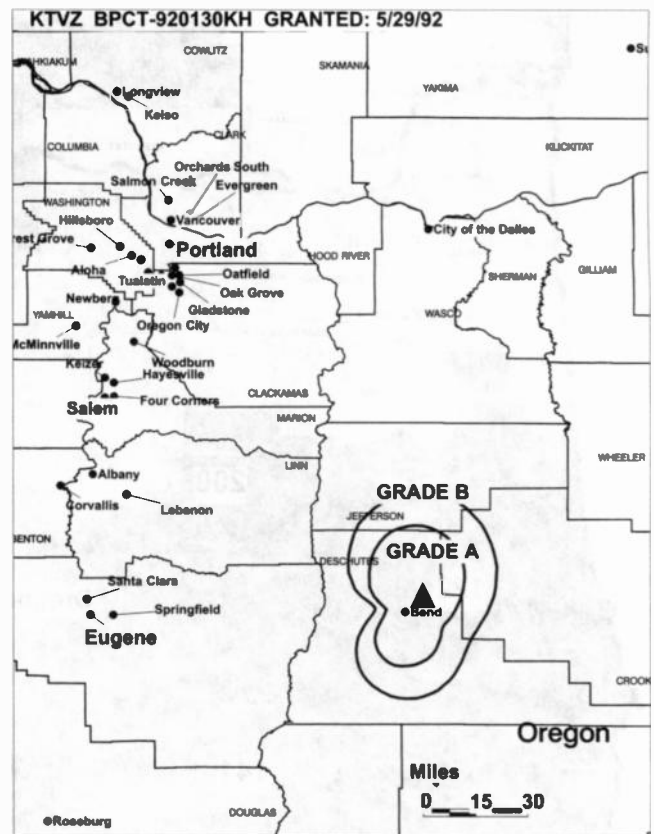 KTVZ BPCT-920130KH GRANTED: 5/29/92
COWLITZ
SKAMANIA
YAKIMA
Longview
Kelso
COLUMBIA
CLARK
KLICKITAT
Orchards South
Salmon Creek
Evergreen
WASHINGTON
Vancouver
Hillsboro
Portland
City of the Dalles
HOOD RIVER
Aloha
Tualatin
Oatfield
SHERMAN
GILLIAM
Oak Grove
Newberg
Gladstone
WASCO
YAMHILL
Oregon City
McMinnville
Woodburn
Keizer
Hayesville
CLACKAMAS
Salem
Four Corners
MARION
LINN
WHEELER
Albany
GRADE B
Corvallis
Lebanon
JEFFERSON
GRADE A
DESCHUTES
Santa Clara
Springfield
Bend
Eugene
CROOK
Oregon
Miles
0 15 30
DOUGLAS
Roseburg